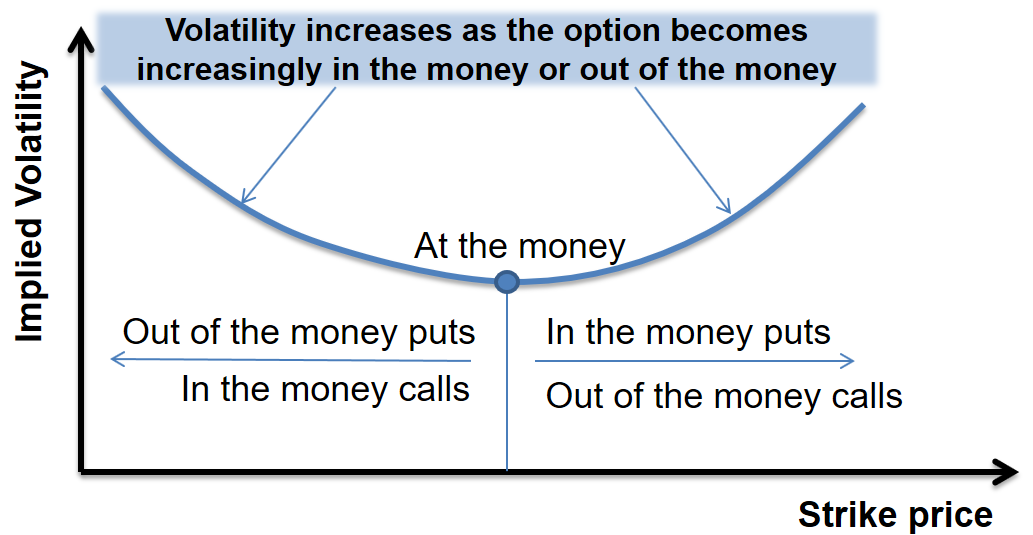 Volatility increases as the option becomes
increasingly in the money or out of the money
Implied Volatility
At the money
Out of the money puts
In the money calls
In the money puts
Out of the money calls
Strike price